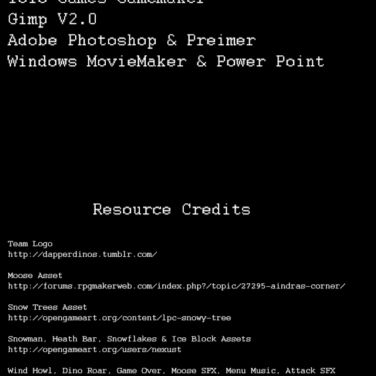 YoYo Games Gamemaker
Gimp V2.0
Adobe Photoshop & Preimer
Windows MovieMaker & Power Point
Resource Credits
Team Logo
http://dapperdinos.tumblr.com/
Moose Asset
http://forums.rpgmakerweb.com/index.php?/topic/27295-aindras-corner/
Snow Trees Asset
http://opengameart.org/content/lpc-snowy-tree
Snowman, Heath Bar, Snowflakes & Ice Block Assets
http://opengameart.org/users/nexust
Wind Howl, Dino Roar, Game Over, Moose SFX, Menu Music, Attack SFX